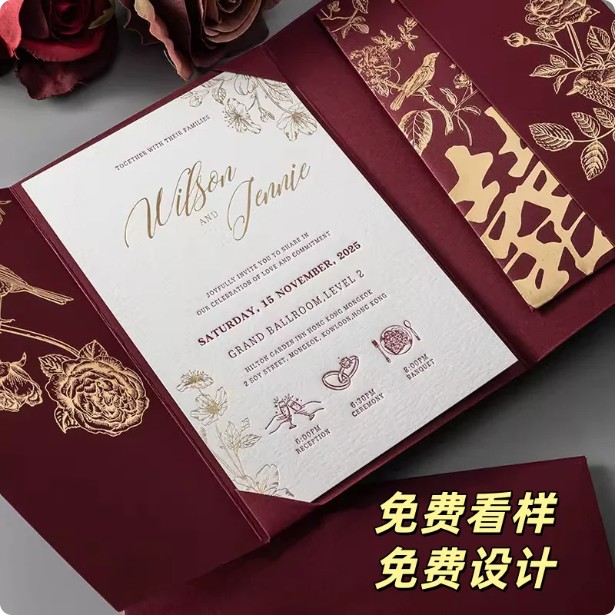 TOGETHER WITH THEIR FAMILIES
Wilson
AND
Jennie
JOYFULLY INVITE YOU TO SHARE IN
OUR CELEBRATION OF LOVE AND COMMITMENT
SATURDAY, 15 NOVEMBER, 2025
GRAND BALLROOM, LEVEL 2
HILTON GARDEN INN HONG KONG MONGKOK
2 SOY STREET, MONGKOK, KOWLOON, HONG KONG
6:00PM
RECEPTION
6:30PM
CEREMONY
8:00PM
BANQUET
免费看样
免费设计